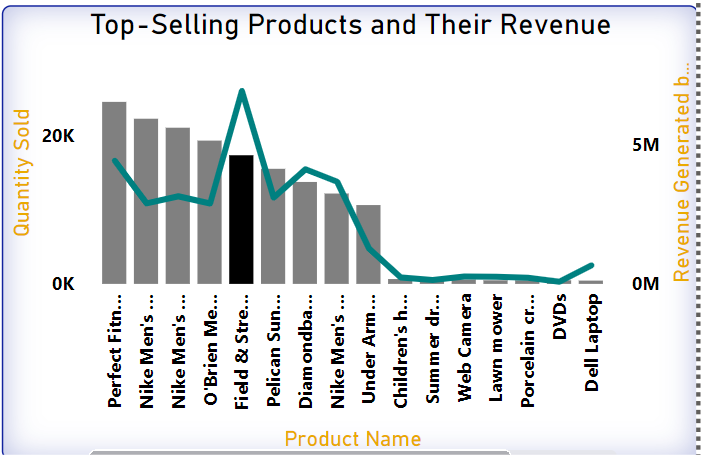 Top-Selling Products and Their Revenue
Quantity Sold
20K
0K
5M
0M
Revenue Generated b...
Perfect Fitn...
Nike Men's ...
Nike Men's ...
O'Brien Me...
Field & Stre...
Pelican Sun...
Diamondba...
Nike Men's ...
Under Arm...
Children's h...
Summer dr...
Web Camera
Lawn mower
Porcelain cr...
DVDs
Dell Laptop
Product Name